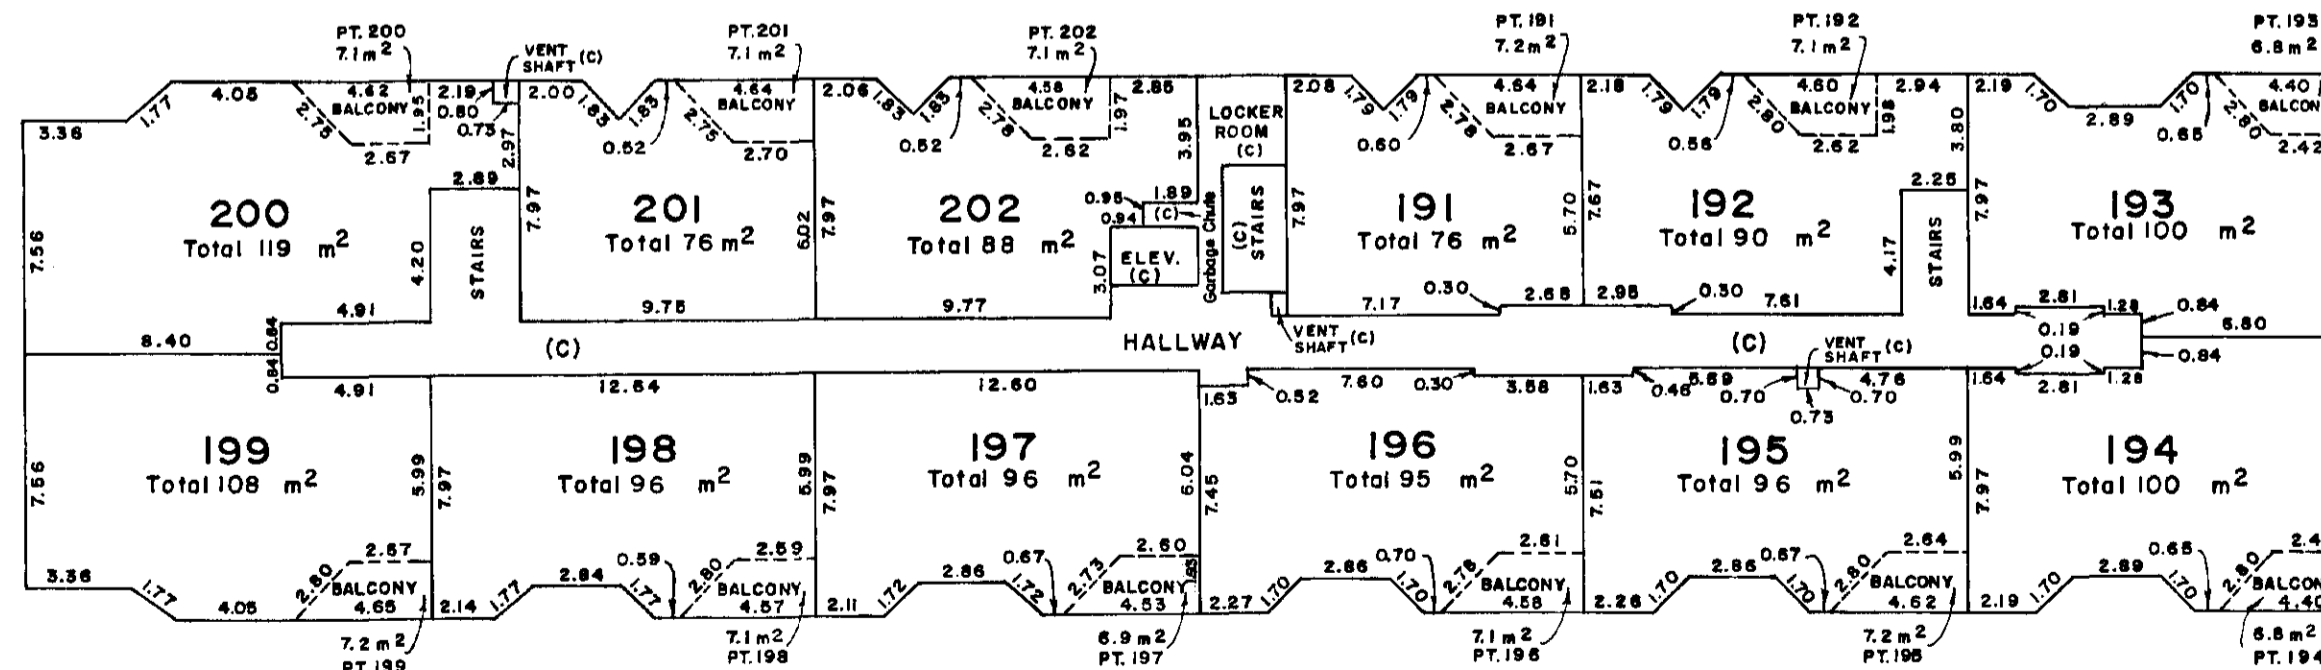 PT. 200
7.1 m2
VENT (C)
SHAFT
PT. 201
7.1 m2
PT. 202
7.1 m2
PT. 191
7.2 m2
PT. 192
7.1 m2
PT. 193
6.8 m2
3.36
1.77
4.05
2.75
4.62
BALCONY
1.95
2.67
2.19
0.80
0.73
2.97
2.00
1.83
1.83
0.52
2.75
4.64
BALCONY
2.70
2.06
1.83
1.83
0.52
2.78
4.58
BALCONY
2.62
1.97
2.85
3.95
LOCKER
ROOM
(C)
2.08
1.79
1.79
0.60
2.78
4.64
BALCONY
2.67
2.18
1.79
1.79
0.56
2.80
4.60
BALCONY
2.62
1.98
2.94
3.80
2.19
1.70
2.89
1.70
0.65
2.80
4.40
BALCON
2.42
7.56
200
Total 119 m2
4.20
2.89
STAIRS
7.97
201
Total 76 m2
6.02
7.97
202
Total 88 m2
0.95
1.89
0.94
(C)
ELEV.
(C)
3.07
Garbage Chute
(C)
STAIRS
7.97
191
Total 76 m2
5.70
7.67
192
Total 90 m2
4.17
2.25
STAIRS
7.97
193
Total 100 m2
4.91
9.75
9.77
7.17
0.30
2.68
2.95
0.30
7.61
1.64
2.81
1.28
0.84
0.19
8.40
0.84
0.84
(C)
HALLWAY
VENT (C)
SHAFT
(C)
VENT (C)
SHAFT
0.19
6.80
0.84
4.91
12.64
12.60
1.63
0.52
7.60
0.30
3.58
1.63
0.46
0.70
4.76
0.70
0.73
1.64
2.81
1.28
7.56
199
Total 108 m2
5.99
7.97
198
Total 96 m2
5.99
7.97
197
Total 96 m2
6.04
7.45
196
Total 95 m2
5.70
7.51
195
Total 96 m2
5.99
7.97
194
Total 100 m2
3.36
1.77
4.05
2.80
2.67
BALCONY
4.65
2.14
1.77
2.84
1.77
0.59
2.80
2.59
BALCONY
4.57
2.11
1.72
2.86
1.72
0.67
2.73
2.60
BALCONY
1.93
4.53
2.27
1.70
2.86
1.70
0.70
2.78
2.61
BALCONY
4.58
2.26
1.70
2.86
1.70
0.67
2.80
2.64
BALCONY
4.62
2.19
1.70
2.89
1.70
0.65
2.80
2.4
BALCON
4.40
7.2 m2
PT. 199
7.1 m2
PT. 198
6.9 m2
PT. 197
7.1 m2
PT. 196
7.2 m2
PT. 195
6.8 m2
PT. 194